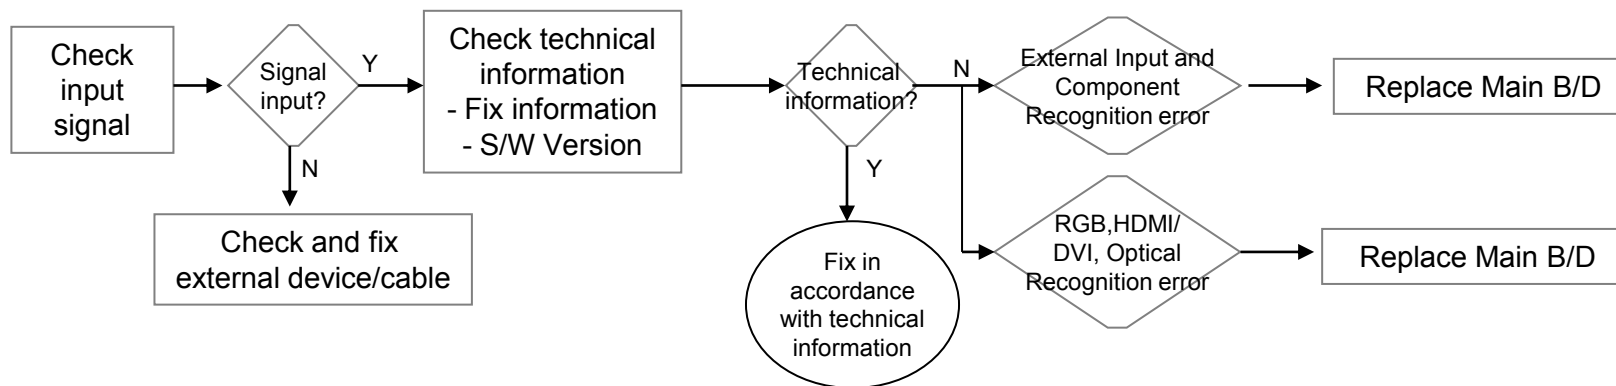 Check
input
signal
Signal
input?
Y
N
Check and fix
external device/cable
Check technical
information
- Fix information
- S/W Version
Technical
information?
N
Y
Fix in
accordance
with technical
information
External Input and
Component
Recognition error
Replace Main B/D
RGB,HDMI/
DVI, Optical
Recognition error
Replace Main B/D